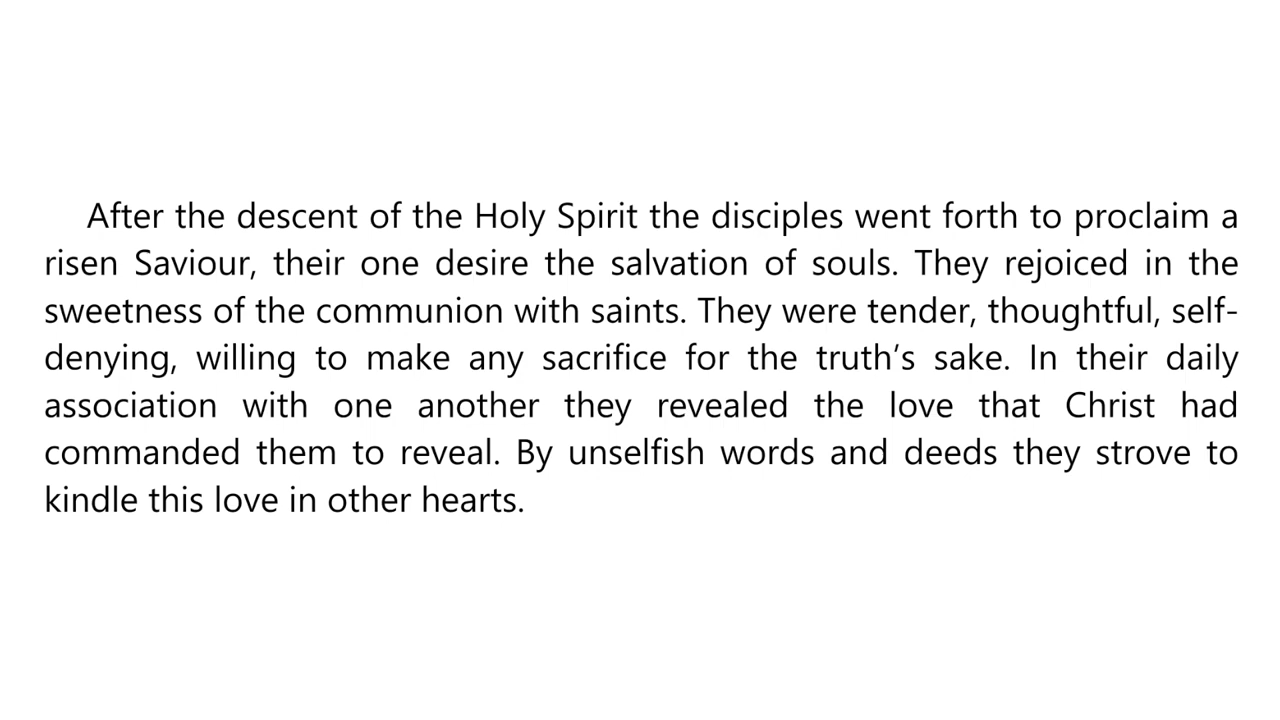 After the descent of the Holy Spirit the disciples went forth to proclaim a
risen Saviour, their one desire the salvation of souls. They rejoiced in the
sweetness of the communion with saints. They were tender, thoughtful, self-
denying, willing to make any sacrifice for the truth’s sake. In their daily
association with one another they revealed the love that Christ had
commanded them to reveal. By unselfish words and deeds they strove to
kindle this love in other hearts.